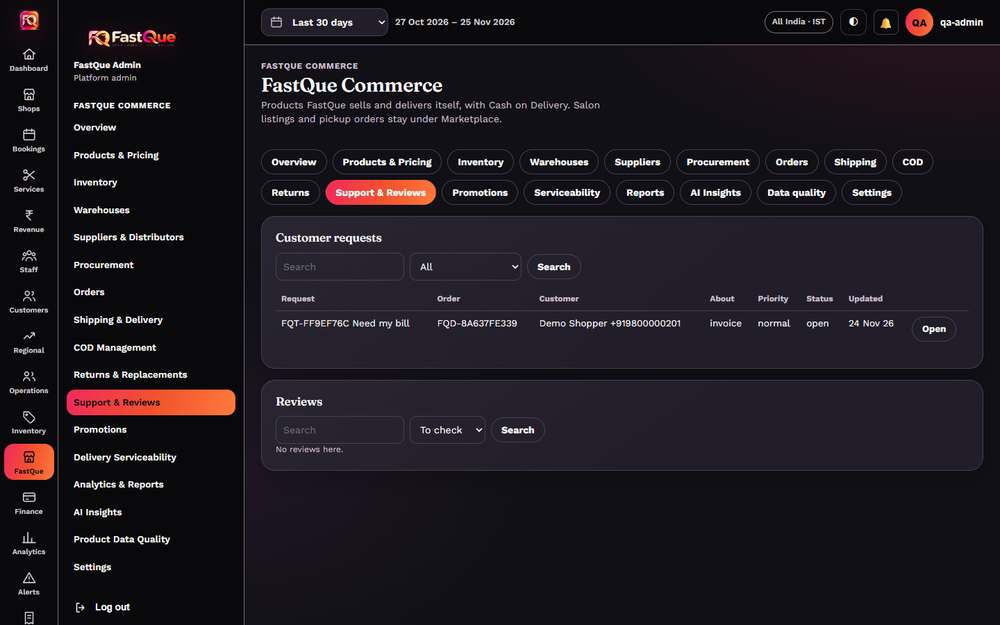 Dashboard
Shops
Bookings
Services
Revenue
Staff
Customers
Regional
Operations
Inventory
FastQue
Finance
Analytics
Alerts
FastQue
FastQue Admin
Platform admin
FASTQUE COMMERCE
Overview
Products & Pricing
Inventory
Warehouses
Suppliers & Distributors
Procurement
Orders
Shipping & Delivery
COD Management
Returns & Replacements
Support & Reviews
Promotions
Delivery Serviceability
Analytics & Reports
AI Insights
Product Data Quality
Settings
Log out
Last 30 days 27 Oct 2026 – 25 Nov 2026 All India · IST QA qa-admin
FASTQUE COMMERCE
FastQue Commerce
Products FastQue sells and delivers itself, with Cash on Delivery. Salon
listings and pickup orders stay under Marketplace.
Overview Products & Pricing Inventory Warehouses Suppliers Procurement Orders Shipping COD
Returns Support & Reviews Promotions Serviceability Reports AI Insights Data quality Settings
Customer requests
Search All Search
Request Order Customer About Priority Status Updated
FQT-FF9EF76C Need my bill FQD-8A637FE339 Demo Shopper +919800000201 invoice normal open 24 Nov 26 Open
Reviews
Search To check Search
No reviews here.